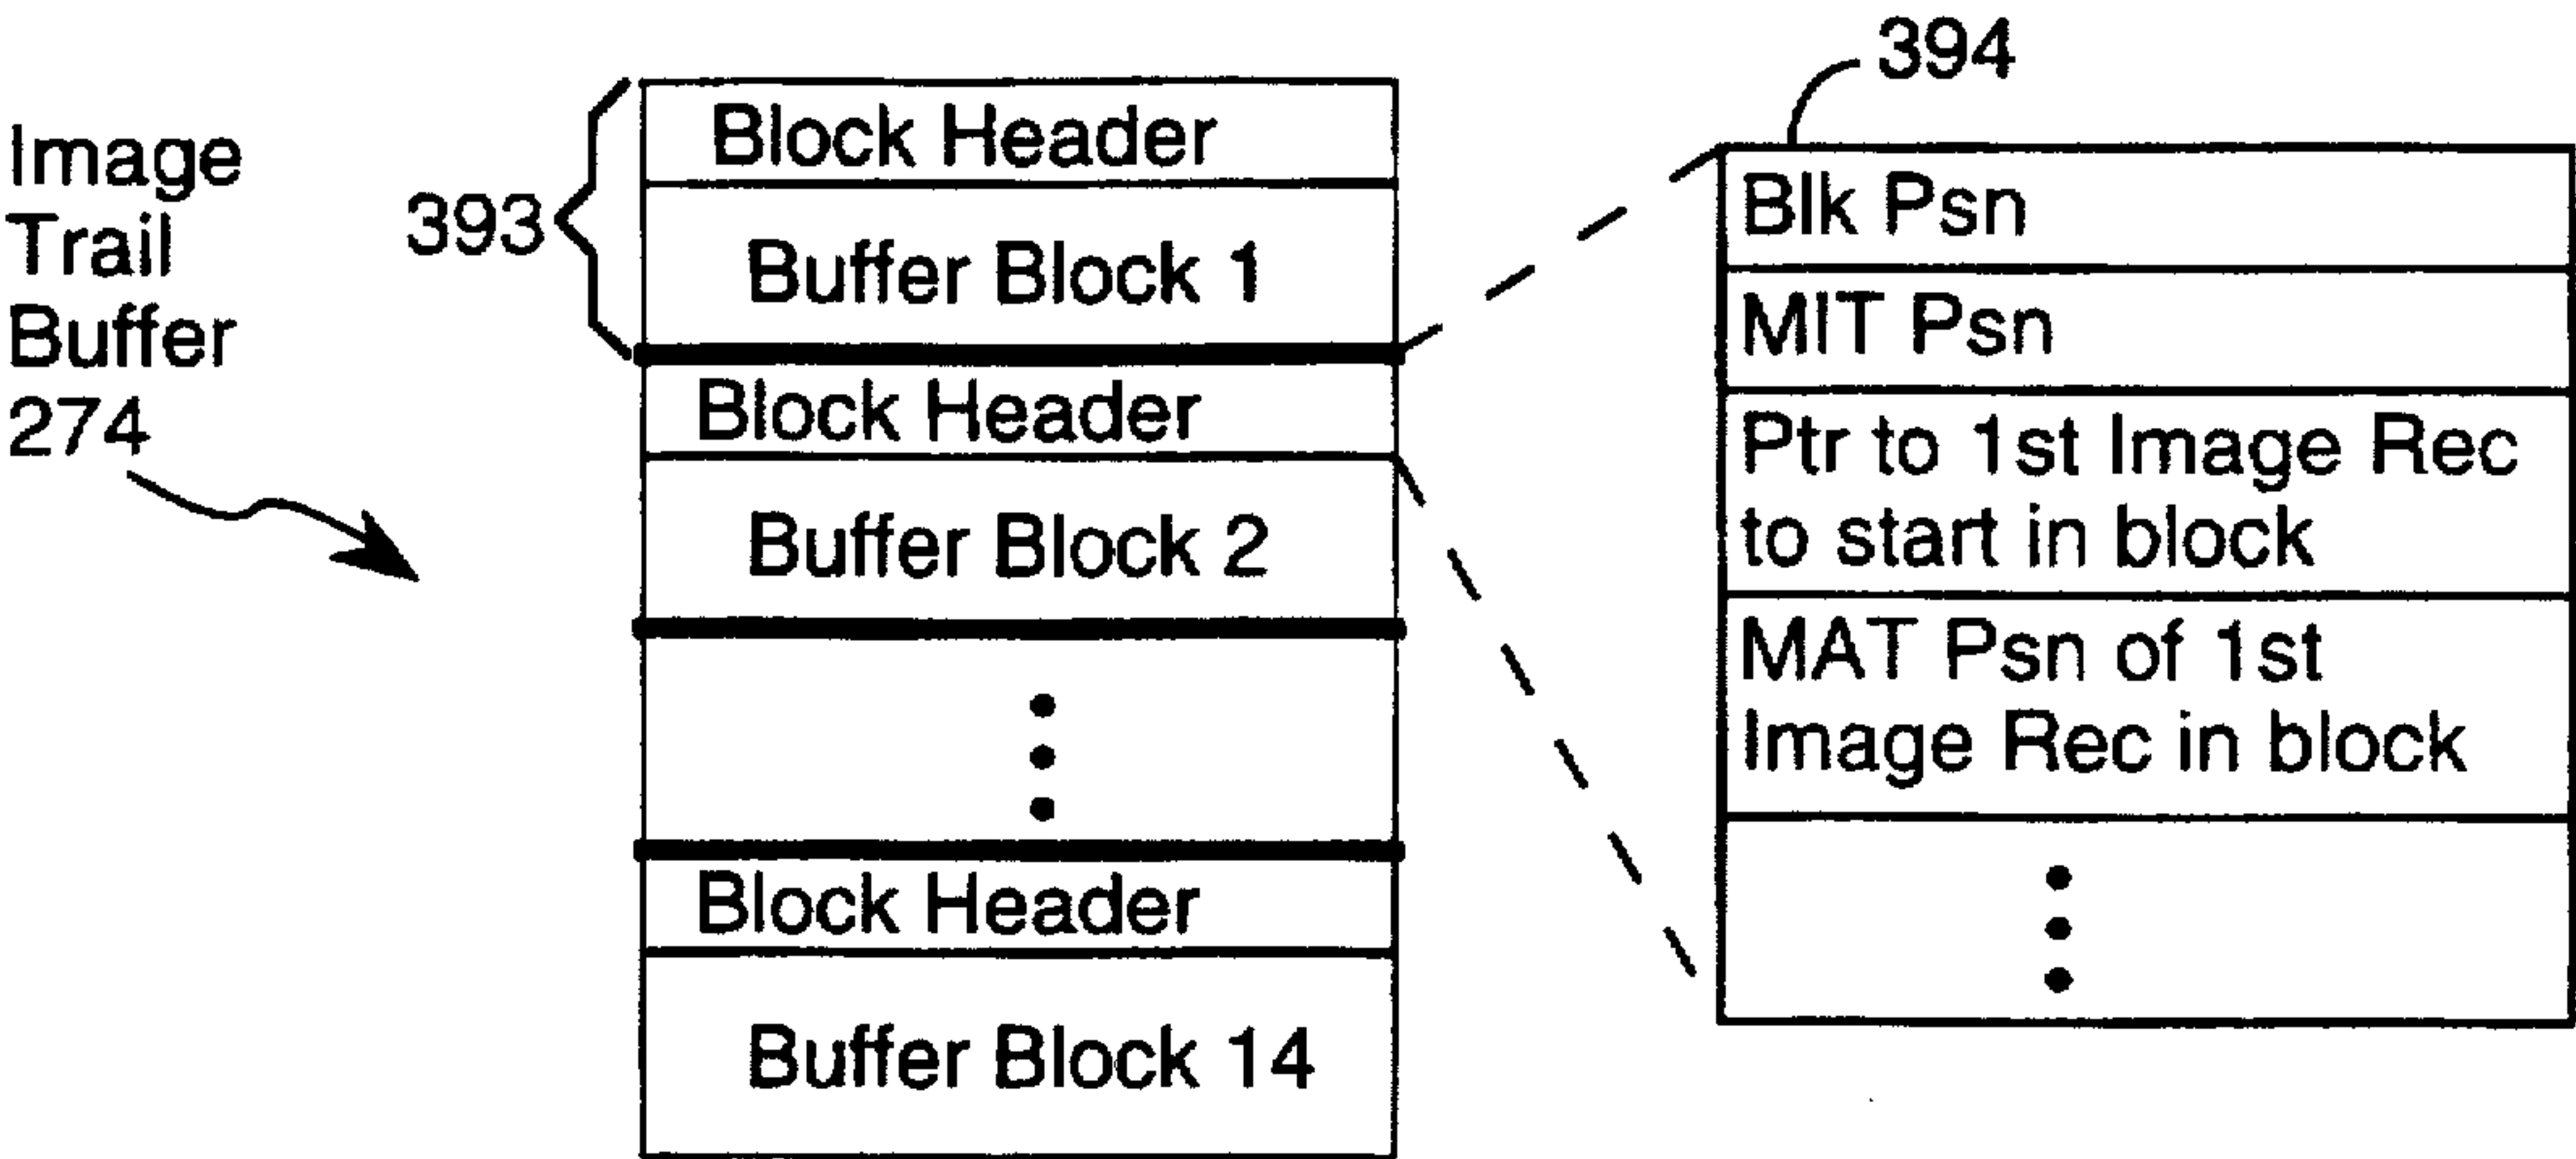 Image
Trail
Buffer
274
393
Block Header
Buffer Block 1
Block Header
Buffer Block 2
Block Header
Buffer Block 14
394
Blk Psn
MIT Psn
Ptr to 1st Image Rec
to start in block
MAT Psn of 1st
Image Rec in block